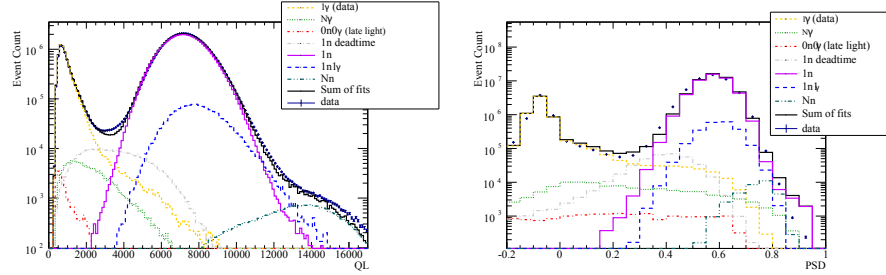 1γ (data)
Nγ
0n0γ (late light)
1n deadtime
1n
1n1γ
Nn
Sum of fits
data
Event Count
10⁶
10⁵
10⁴
10³
10²
0 2000 4000 6000 8000 10000 12000 14000 16000
QL
1γ (data)
Nγ
0n0γ (late light)
1n deadtime
1n
1n1γ
Nn
Sum of fits
data
Event Count
10⁸
10⁷
10⁶
10⁵
10⁴
10³
-0.2 0 0.2 0.4 0.6 0.8 1
PSD